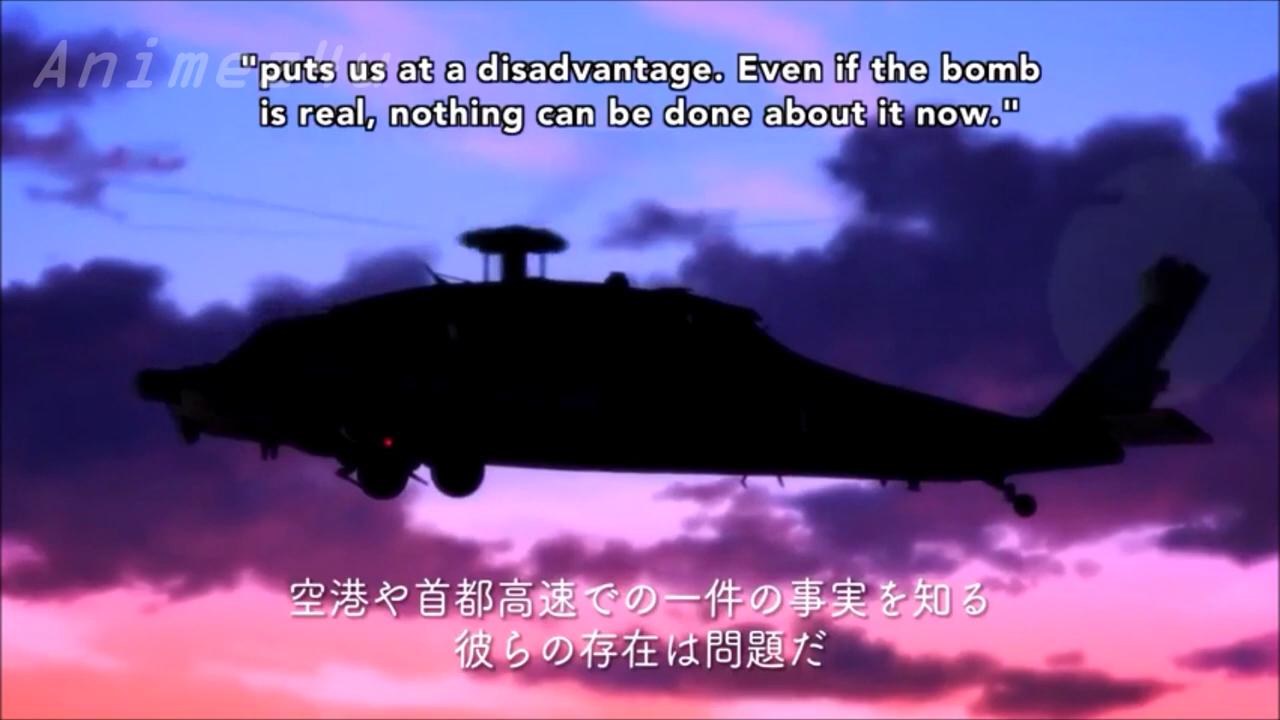 Animez4u
"puts us at a disadvantage. Even if the bomb
is real, nothing can be done about it now."
空港や首都高速での一件の事実を知る
彼らの存在は問題だ